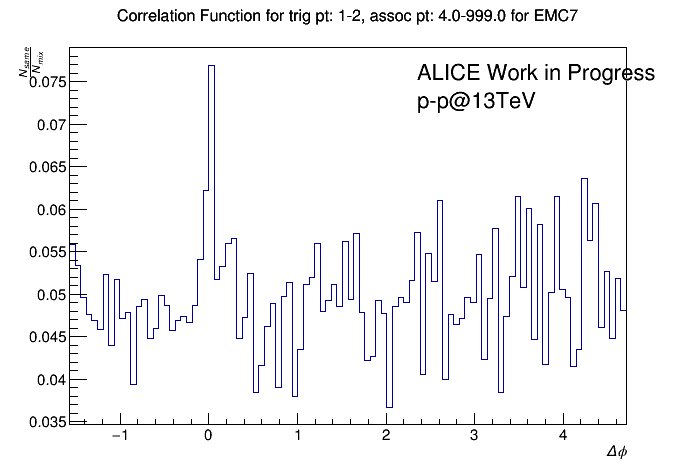 Correlation Function for trig pt: 1-2, assoc pt: 4.0-999.0 for EMC7
N_same
N_mix
ALICE Work in Progress
p-p@13TeV
0.075
0.07
0.065
0.06
0.055
0.05
0.045
0.04
0.035
−1 0 1 2 3 4
Δϕ